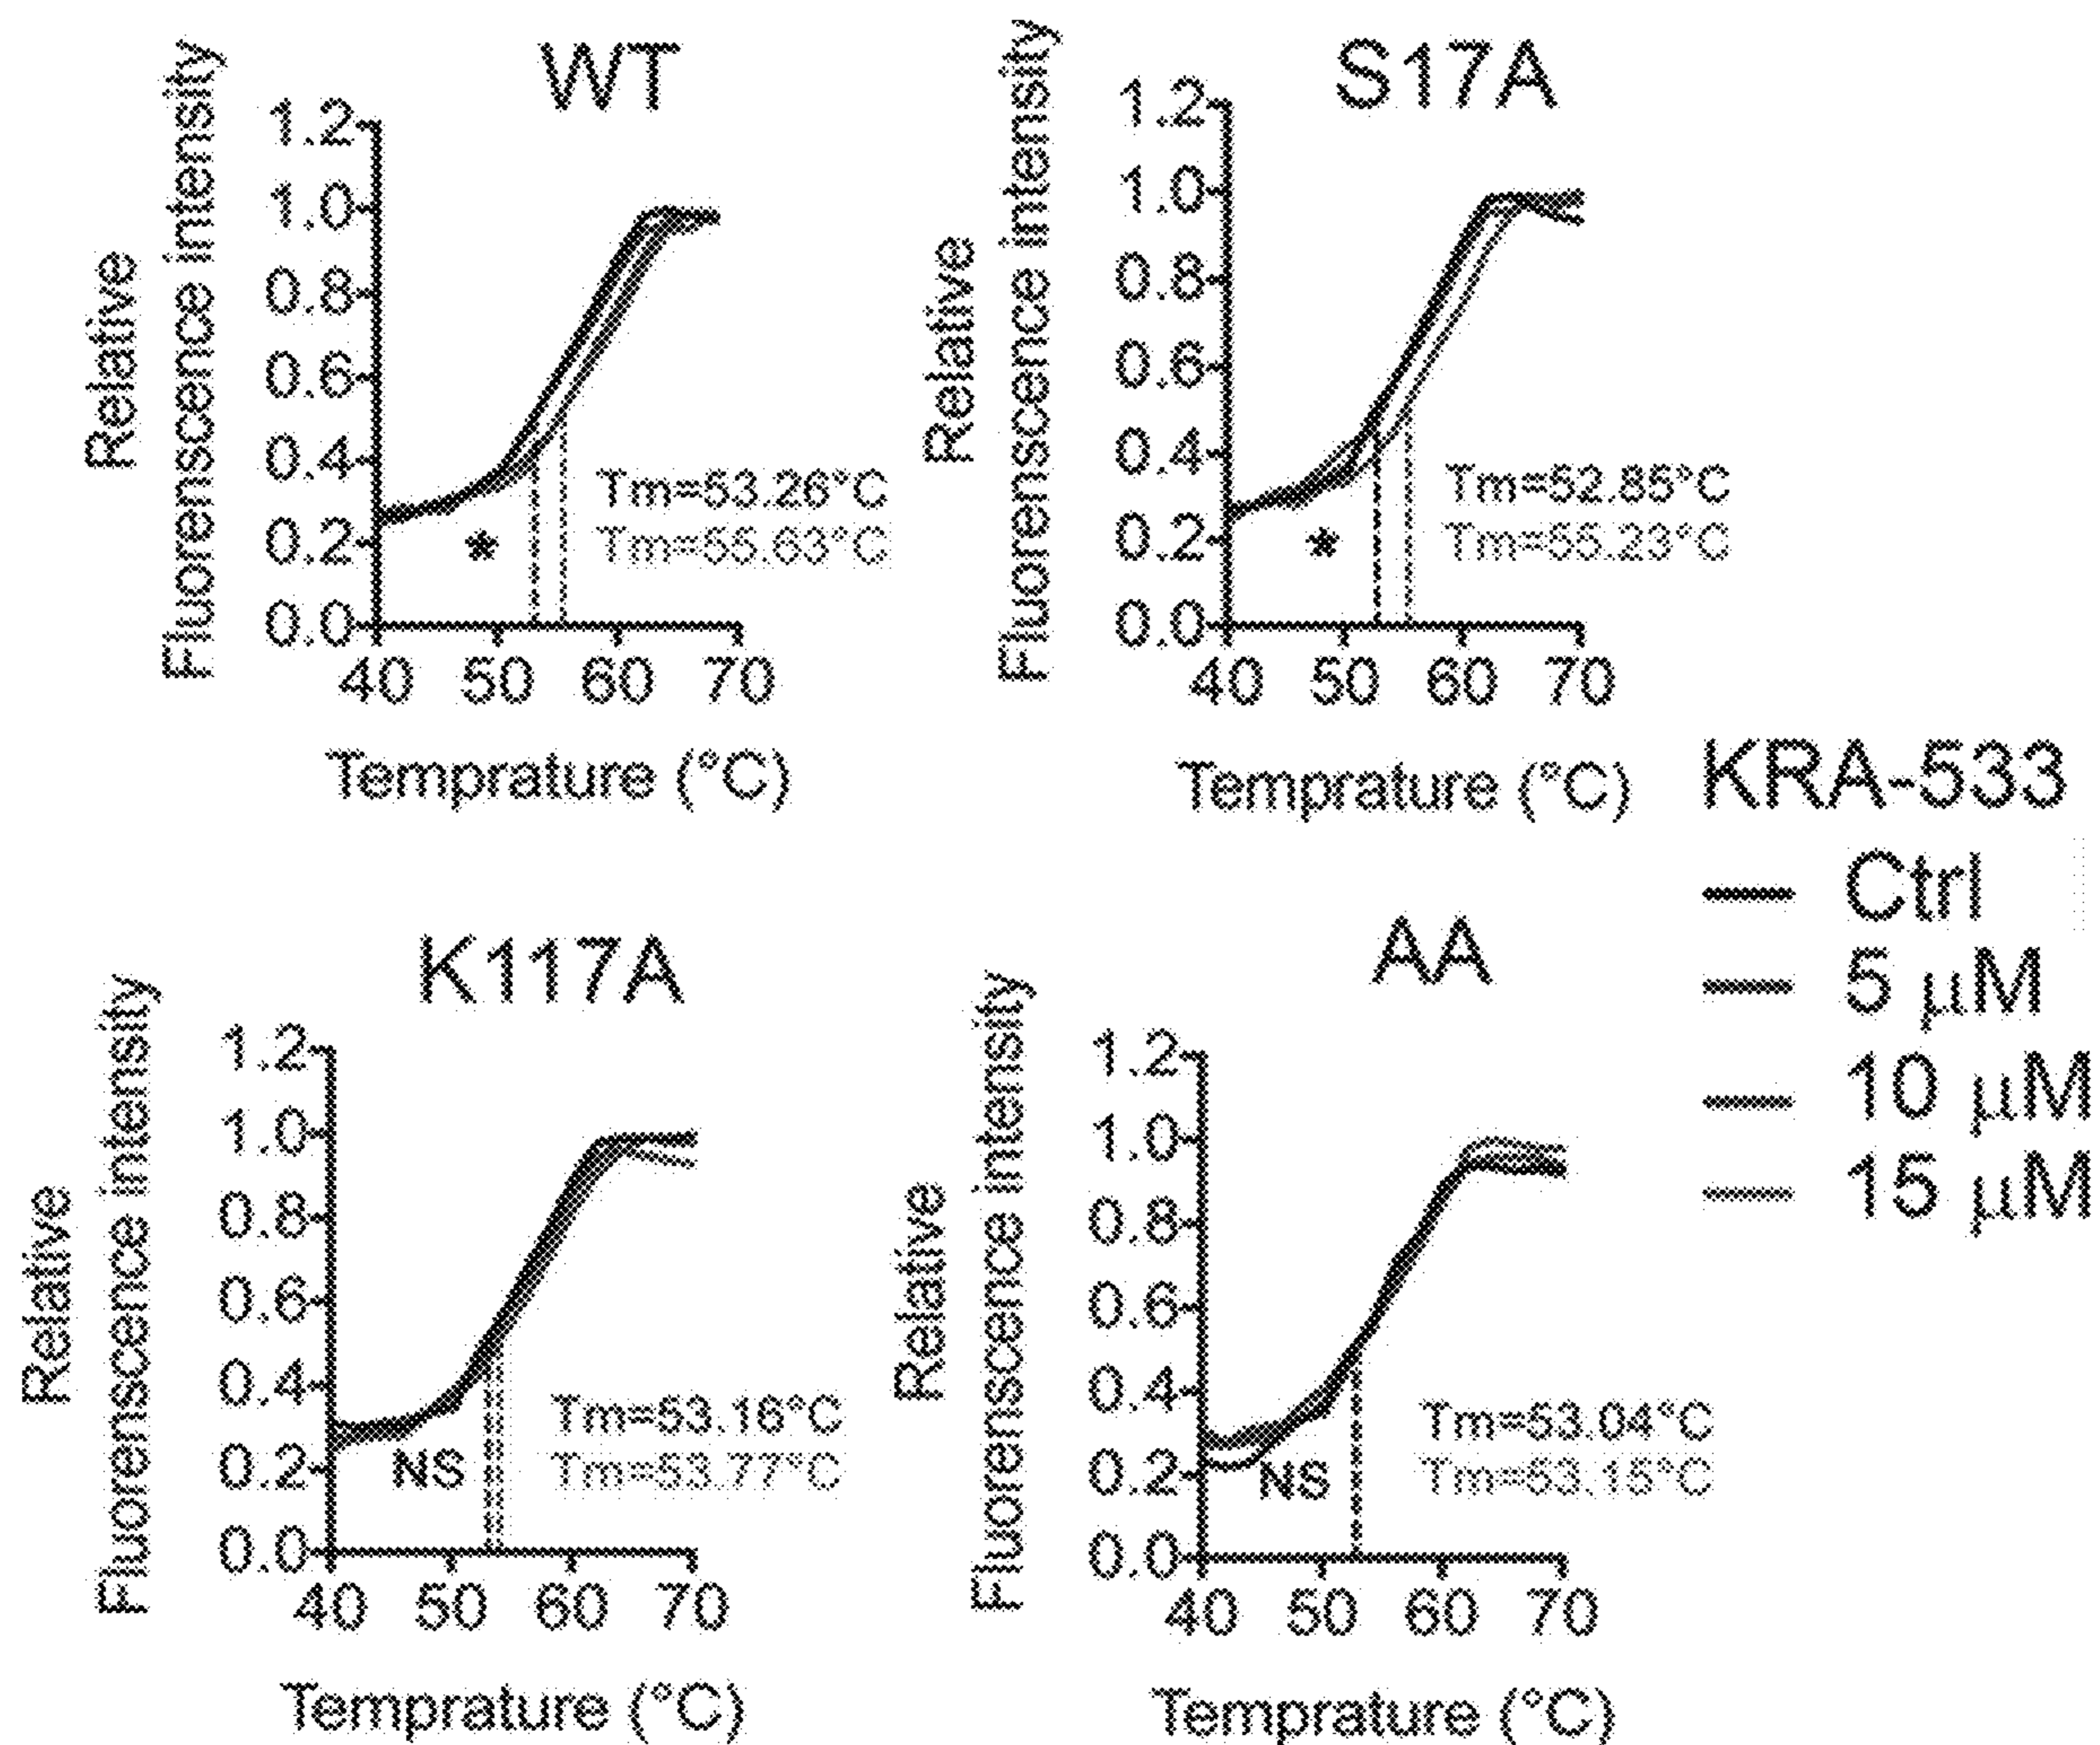 WT
Relative
Fluorescence intensity
1.2
1.0
0.8
0.6
0.4
0.2
0.0
Tm=53.26°C
Tm=55.63°C
*
40 50 60 70
Temprature (°C)
S17A
Relative
Fluorescence intensity
1.2
1.0
0.8
0.6
0.4
0.2
0.0
Tm=52.85°C
Tm=55.23°C
*
40 50 60 70
Temprature (°C)
KRA-533
Ctrl
5 μM
10 μM
15 μM
K117A
Relative
Fluorescence intensity
1.2
1.0
0.8
0.6
0.4
0.2
0.0
Tm=53.16°C
Tm=53.77°C
NS
40 50 60 70
Temprature (°C)
AA
Relative
Fluorescence intensity
1.2
1.0
0.8
0.6
0.4
0.2
0.0
Tm=53.04°C
Tm=53.15°C
NS
40 50 60 70
Temprature (°C)